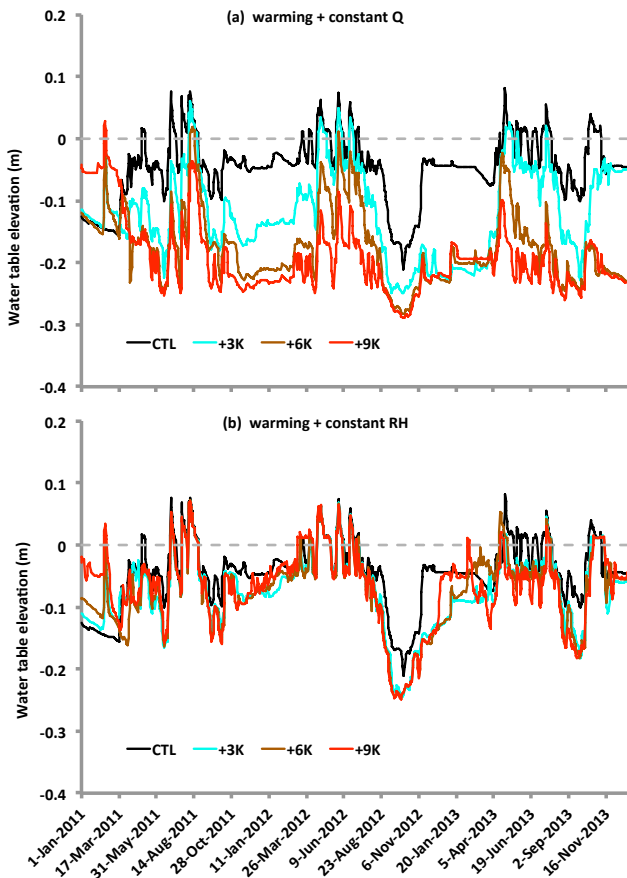 (a) warming + constant Q
Water table elevation (m)
0.2
0.1
0
-0.1
-0.2
-0.3
-0.4
CTL +3K +6K +9K
(b) warming + constant RH
Water table elevation (m)
0.2
0.1
0
-0.1
-0.2
-0.3
-0.4
CTL +3K +6K +9K
1-Jan-2011
17-Mar-2011
31-May-2011
14-Aug-2011
28-Oct-2011
11-Jan-2012
26-Mar-2012
9-Jun-2012
23-Aug-2012
6-Nov-2012
20-Jan-2013
5-Apr-2013
19-Jun-2013
2-Sep-2013
16-Nov-2013